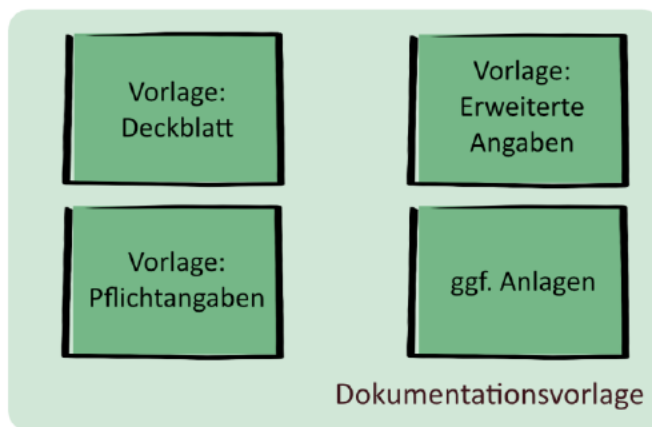 Vorlage:
Deckblatt
Vorlage:
Erweiterte
Angaben
Vorlage:
Pflichtangaben
ggf. Anlagen
Dokumentationsvorlage